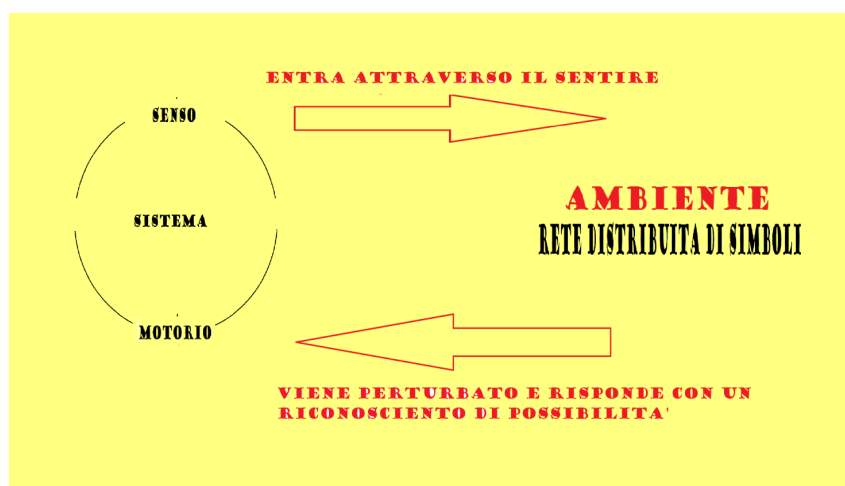 ENTRA ATTRAVERSO IL SENTIRE
SENSO
SISTEMA
AMBIENTE
RETE DISTRIBUITA DI SIMBOLI
MOTORIO
VIENE PERTURBATO E RISPONDE CON UN
RICONOSCIENTO DI POSSIBILITA'